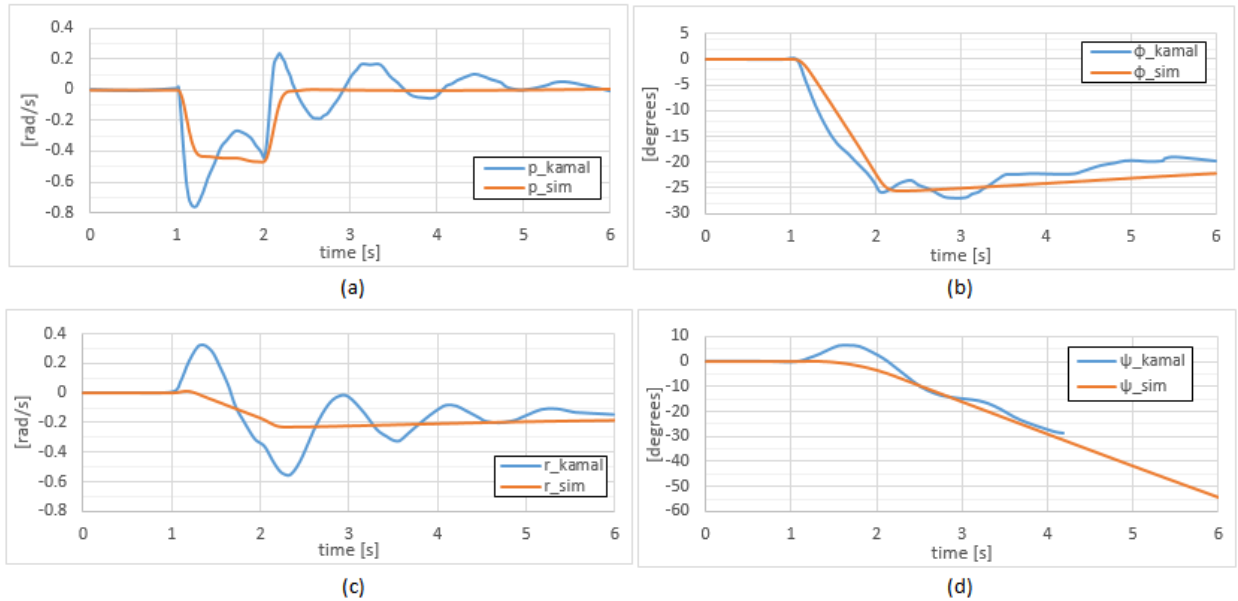 0.4
0.2
0
-0.2
-0.4
-0.6
-0.8
[rad/s]
p_kamal
p_sim
0 1 2 3 4 5 6
time [s]
(a)
5
0
-5
-10
-15
-20
-25
-30
[degrees]
ϕ_kamal
ϕ_sim
0 1 2 3 4 5 6
time [s]
(b)
0.4
0.2
0
-0.2
-0.4
-0.6
-0.8
[rad/s]
r_kamal
r_sim
0 1 2 3 4 5 6
time [s]
(c)
10
0
-10
-20
-30
-40
-50
-60
[degrees]
ψ_kamal
ψ_sim
0 1 2 3 4 5 6
time [s]
(d)